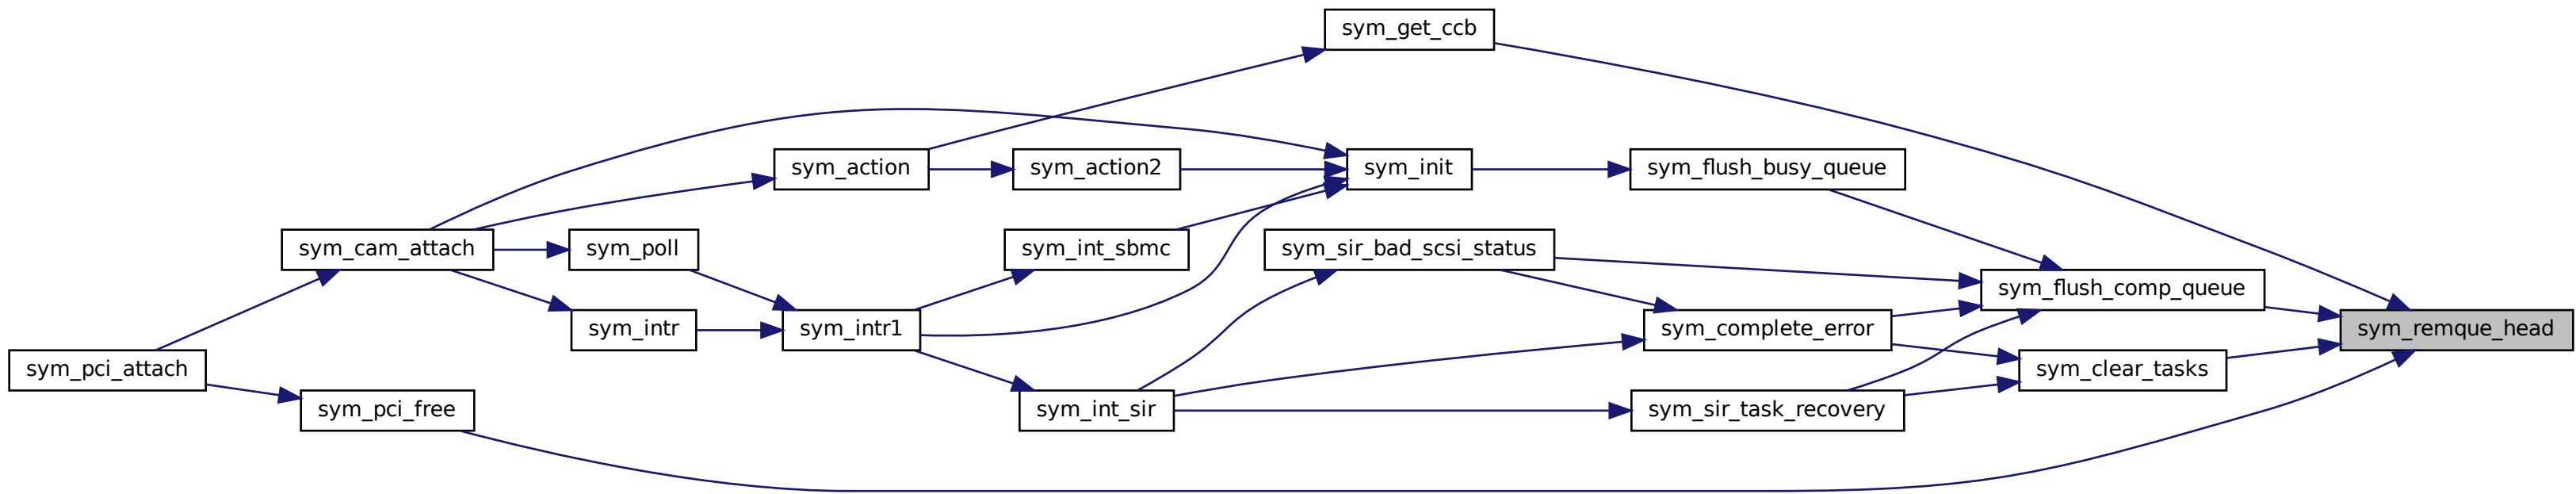 sym_get_ccb
sym_action
sym_action2
sym_init
sym_flush_busy_queue
sym_cam_attach
sym_poll
sym_int_sbmc
sym_sir_bad_scsi_status
sym_flush_comp_queue
sym_intr
sym_intr1
sym_complete_error
sym_remque_head
sym_pci_attach
sym_clear_tasks
sym_pci_free
sym_int_sir
sym_sir_task_recovery